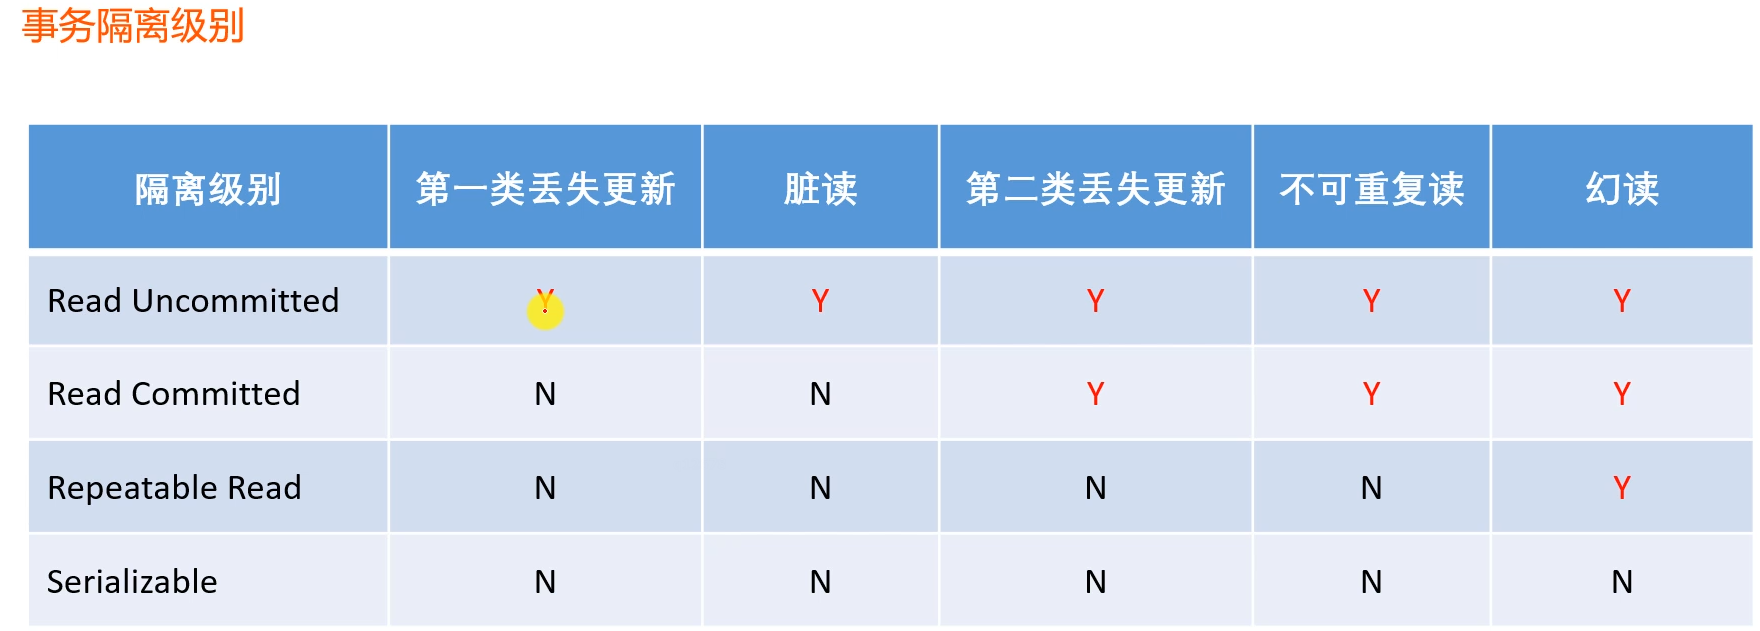 事务隔离级别
隔离级别 第一类丢失更新 脏读 第二类丢失更新 不可重复读 幻读
Read Uncommitted Y Y Y Y Y
Read Committed N N Y Y Y
Repeatable Read N N N N Y
Serializable N N N N N